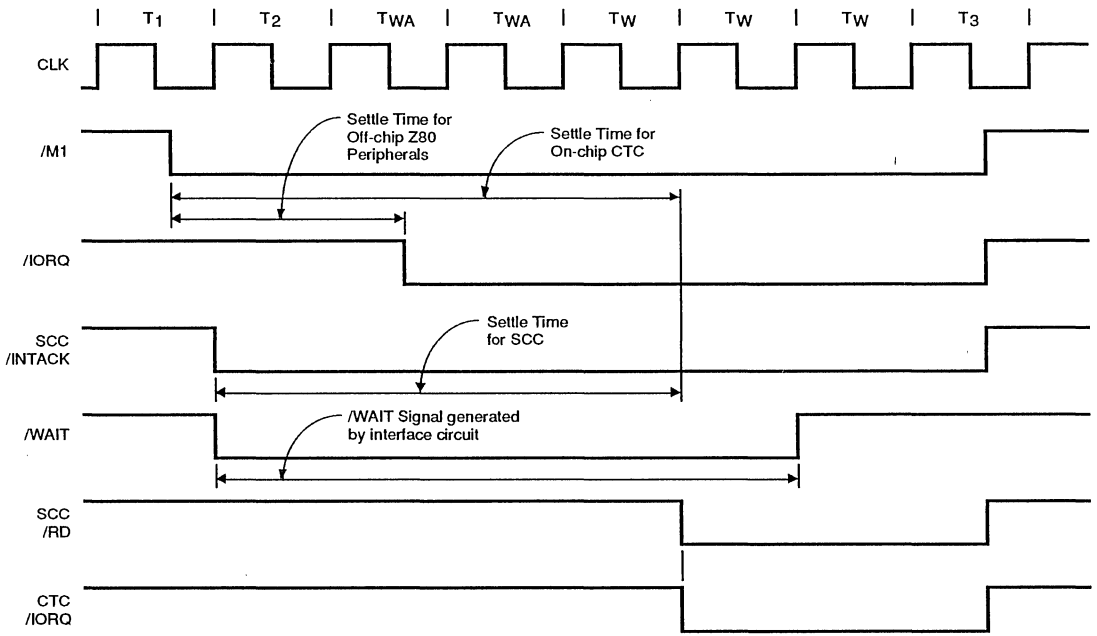 T1 T2 TWA TWA TW TW TW T3
CLK
Settle Time for
Off-chip Z80
Peripherals
Settle Time for
On-chip CTC
/M1
/IORQ
Settle Time
for SCC
SCC
/INTACK
/WAIT Signal generated
by interface circuit
/WAIT
SCC
/RD
CTC
/IORQ